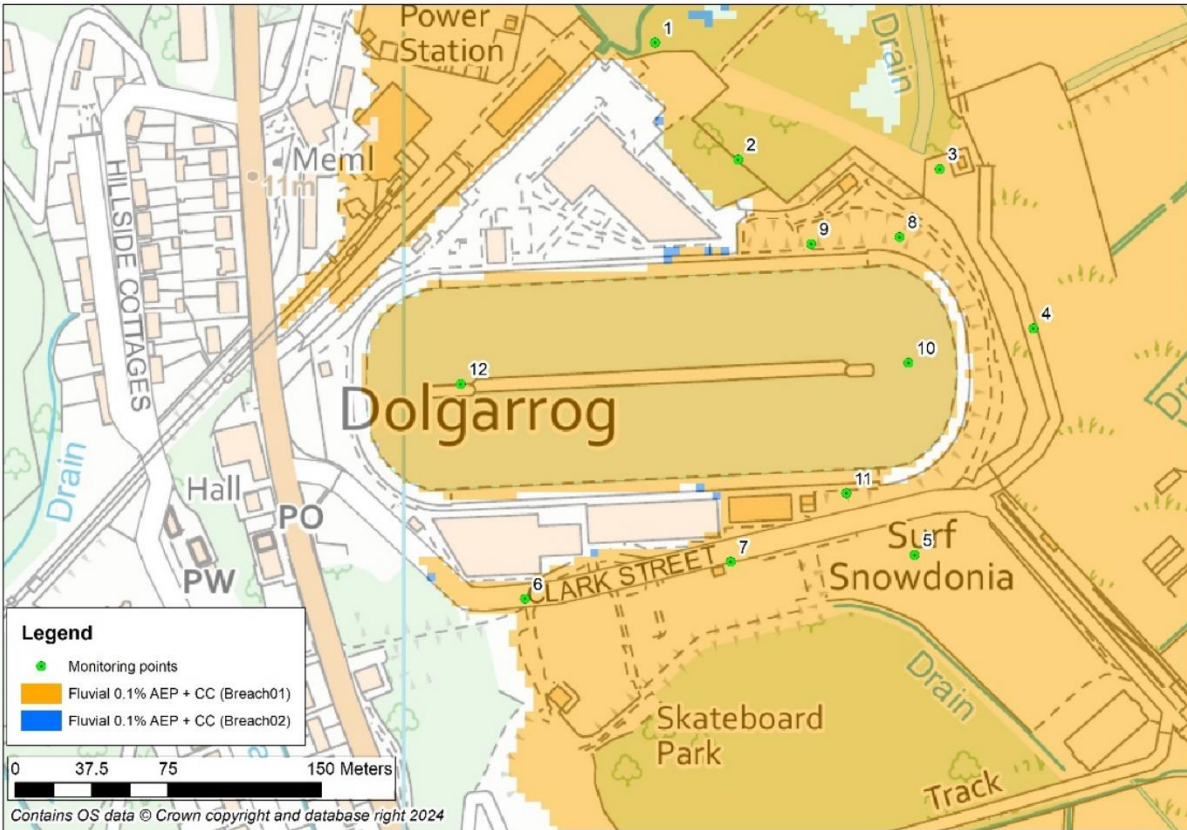 Power
Station
1
Drain
2
3
HILLSIDE COTTAGES
Meml
11m
9
8
4
10
12
Dolgarrog
Drain
Hall
PO
PW
11
7
Surf
Snowdonia
5
CLARK STREET
6
Drain
Skateboard
Park
Track
Legend
Monitoring points
Fluvial 0.1% AEP + CC (Breach01)
Fluvial 0.1% AEP + CC (Breach02)
0 37.5 75 150 Meters
Contains OS data © Crown copyright and database right 2024